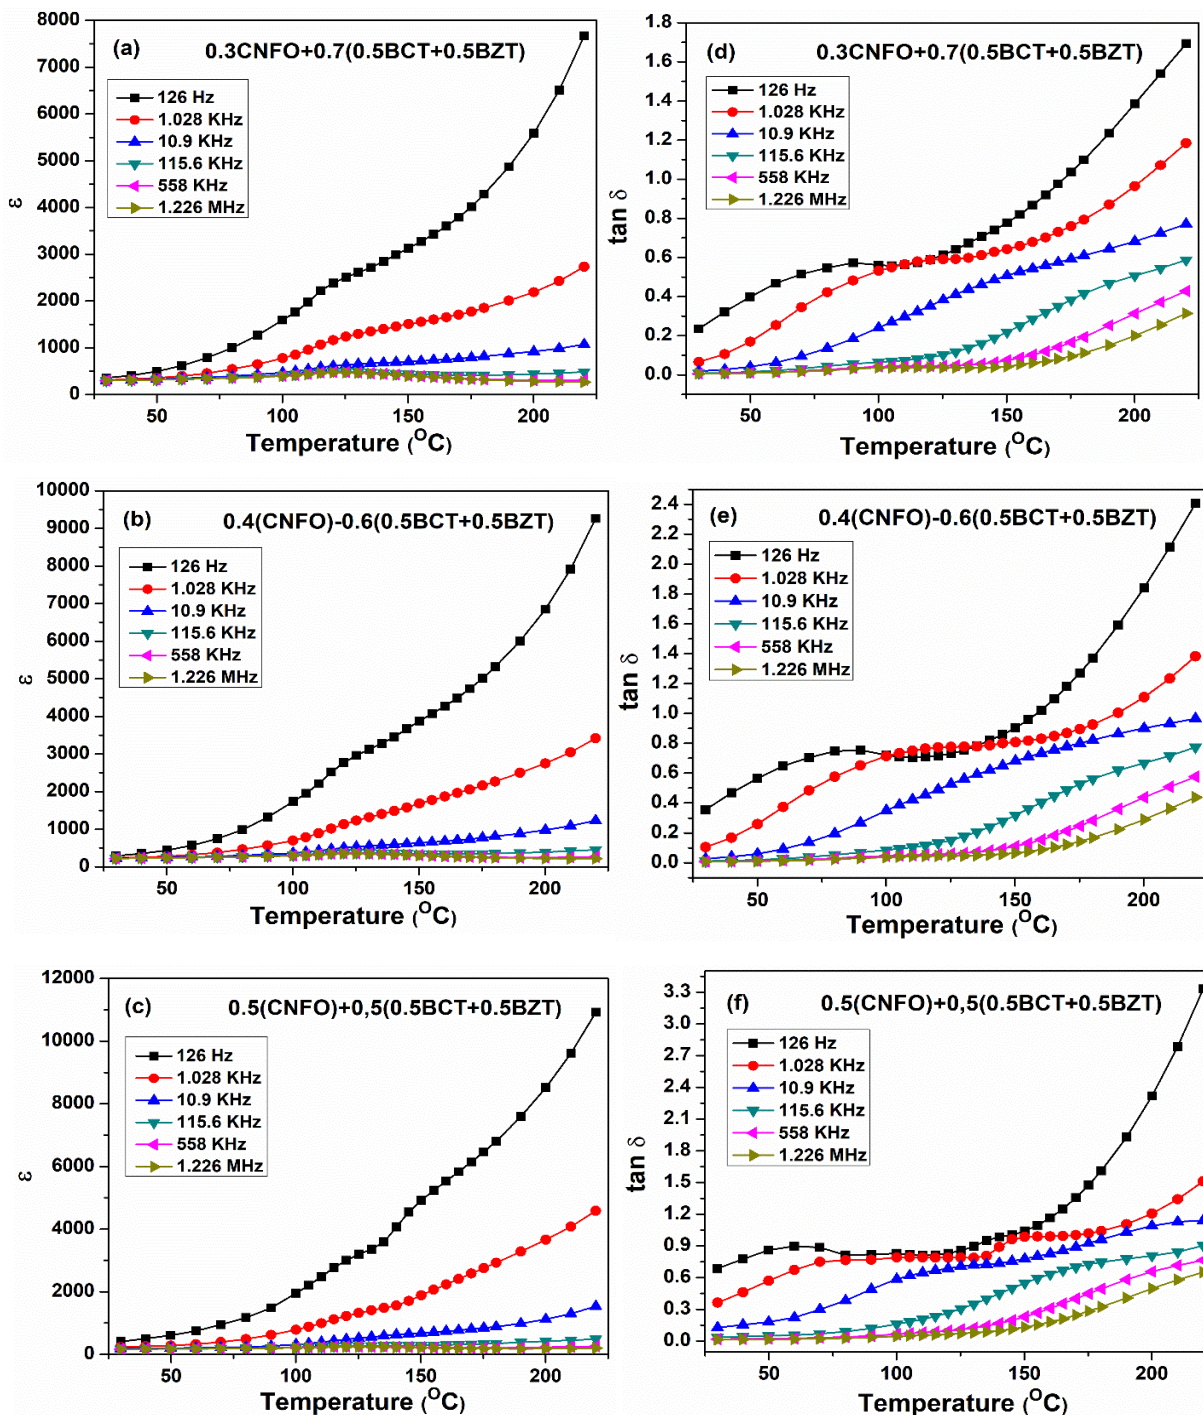 (a) 0.3CNFO+0.7(0.5BCT+0.5BZT)
126 Hz
1.028 KHz
10.9 KHz
115.6 KHz
558 KHz
1.226 MHz
8000
7000
6000
5000
4000
3000
2000
1000
0
ε
50 100 150 200
Temperature (OC)
(d) 0.3CNFO+0.7(0.5BCT+0.5BZT)
126 Hz
1.028 KHz
10.9 KHz
115.6 KHz
558 KHz
1.226 MHz
1.8
1.6
1.4
1.2
1.0
0.8
0.6
0.4
0.2
0.0
tan δ
50 100 150 200
Temperature (OC)
(b) 0.4(CNFO)-0.6(0.5BCT+0.5BZT)
126 Hz
1.028 KHz
10.9 KHz
115.6 KHz
558 KHz
1.226 MHz
10000
9000
8000
7000
6000
5000
4000
3000
2000
1000
0
ε
50 100 150 200
Temperature (OC)
(e) 0.4(CNFO)-0.6(0.5BCT+0.5BZT)
126 Hz
1.028 KHz
10.9 KHz
115.6 KHz
558 KHz
1.226 MHz
2.4
2.2
2.0
1.8
1.6
1.4
1.2
1.0
0.8
0.6
0.4
0.2
0.0
tan δ
50 100 150 200
Temperature (OC)
(c) 0.5(CNFO)+0,5(0.5BCT+0.5BZT)
126 Hz
1.028 KHz
10.9 KHz
115.6 KHz
558 KHz
1.226 MHz
12000
10000
8000
6000
4000
2000
0
ε
50 100 150 200
Temperature (OC)
(f) 0.5(CNFO)+0,5(0.5BCT+0.5BZT)
126 Hz
1.028 KHz
10.9 KHz
115.6 KHz
558 KHz
1.226 MHz
3.3
3.0
2.7
2.4
2.1
1.8
1.5
1.2
0.9
0.6
0.3
0.0
tan δ
50 100 150 200
Temperature (OC)